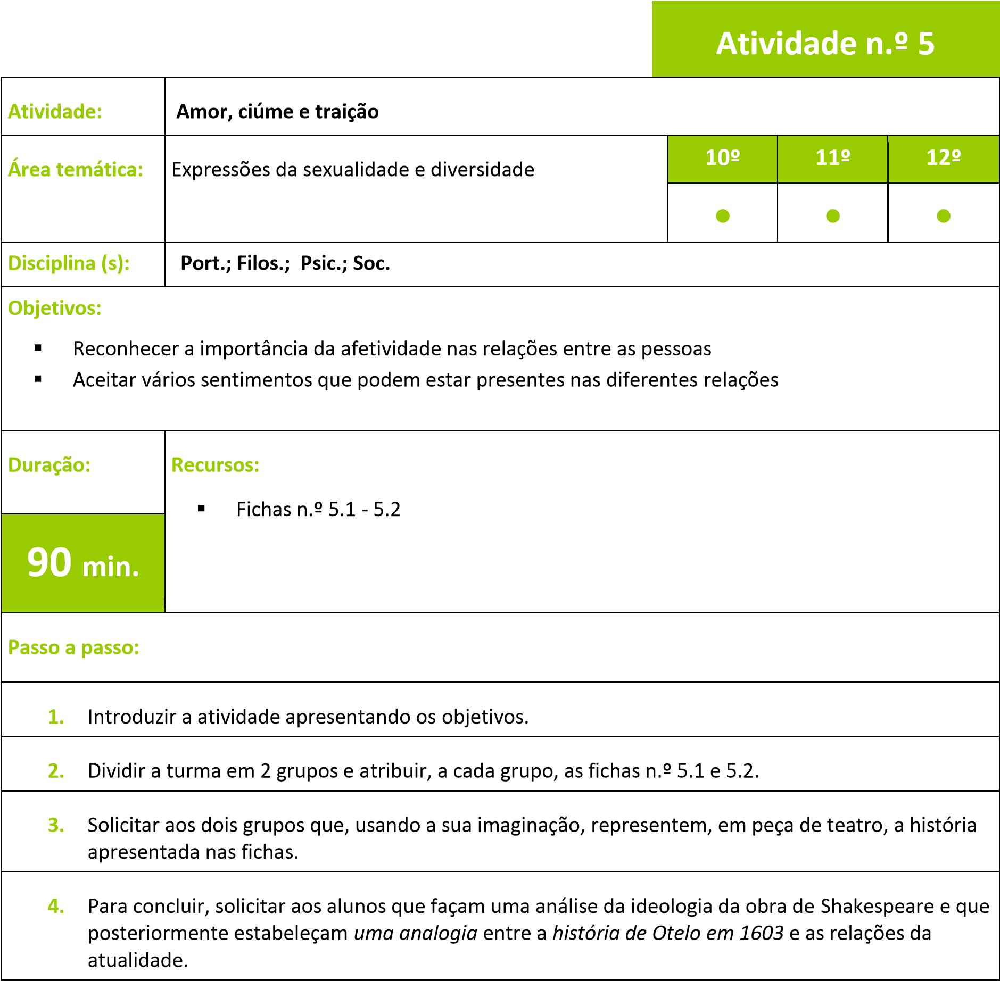 Atividade n.º 5
Atividade: Amor, ciúme e traição
Área temática: Expressões da sexualidade e diversidade 10º 11º 12º
● ● ●
Disciplina (s): Port.; Filos.; Psic.; Soc.
Objetivos:
▪ Reconhecer a importância da afetividade nas relações entre as pessoas
▪ Aceitar vários sentimentos que podem estar presentes nas diferentes relações
Duração: Recursos:
▪ Fichas n.º 5.1 - 5.2
90 min.
Passo a passo:
1. Introduzir a atividade apresentando os objetivos.
2. Dividir a turma em 2 grupos e atribuir, a cada grupo, as fichas n.º 5.1 e 5.2.
3. Solicitar aos dois grupos que, usando a sua imaginação, representem, em peça de teatro, a história
apresentada nas fichas.
4. Para concluir, solicitar aos alunos que façam uma análise da ideologia da obra de Shakespeare e que
posteriormente estabeleçam uma analogia entre a história de Otelo em 1603 e as relações da
atualidade.